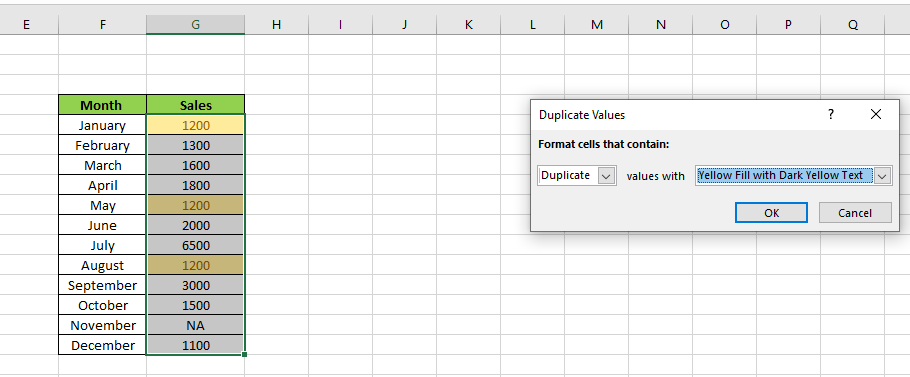 E F G H I J K L M N O P Q
Month Sales
January 1200
February 1300
March 1600
April 1800
May 1200
June 2000
July 6500
August 1200
September 3000
October 1500
November NA
December 1100
Duplicate Values ?
Format cells that contain:
Duplicate values with Yellow Fill with Dark Yellow Text
OK Cancel